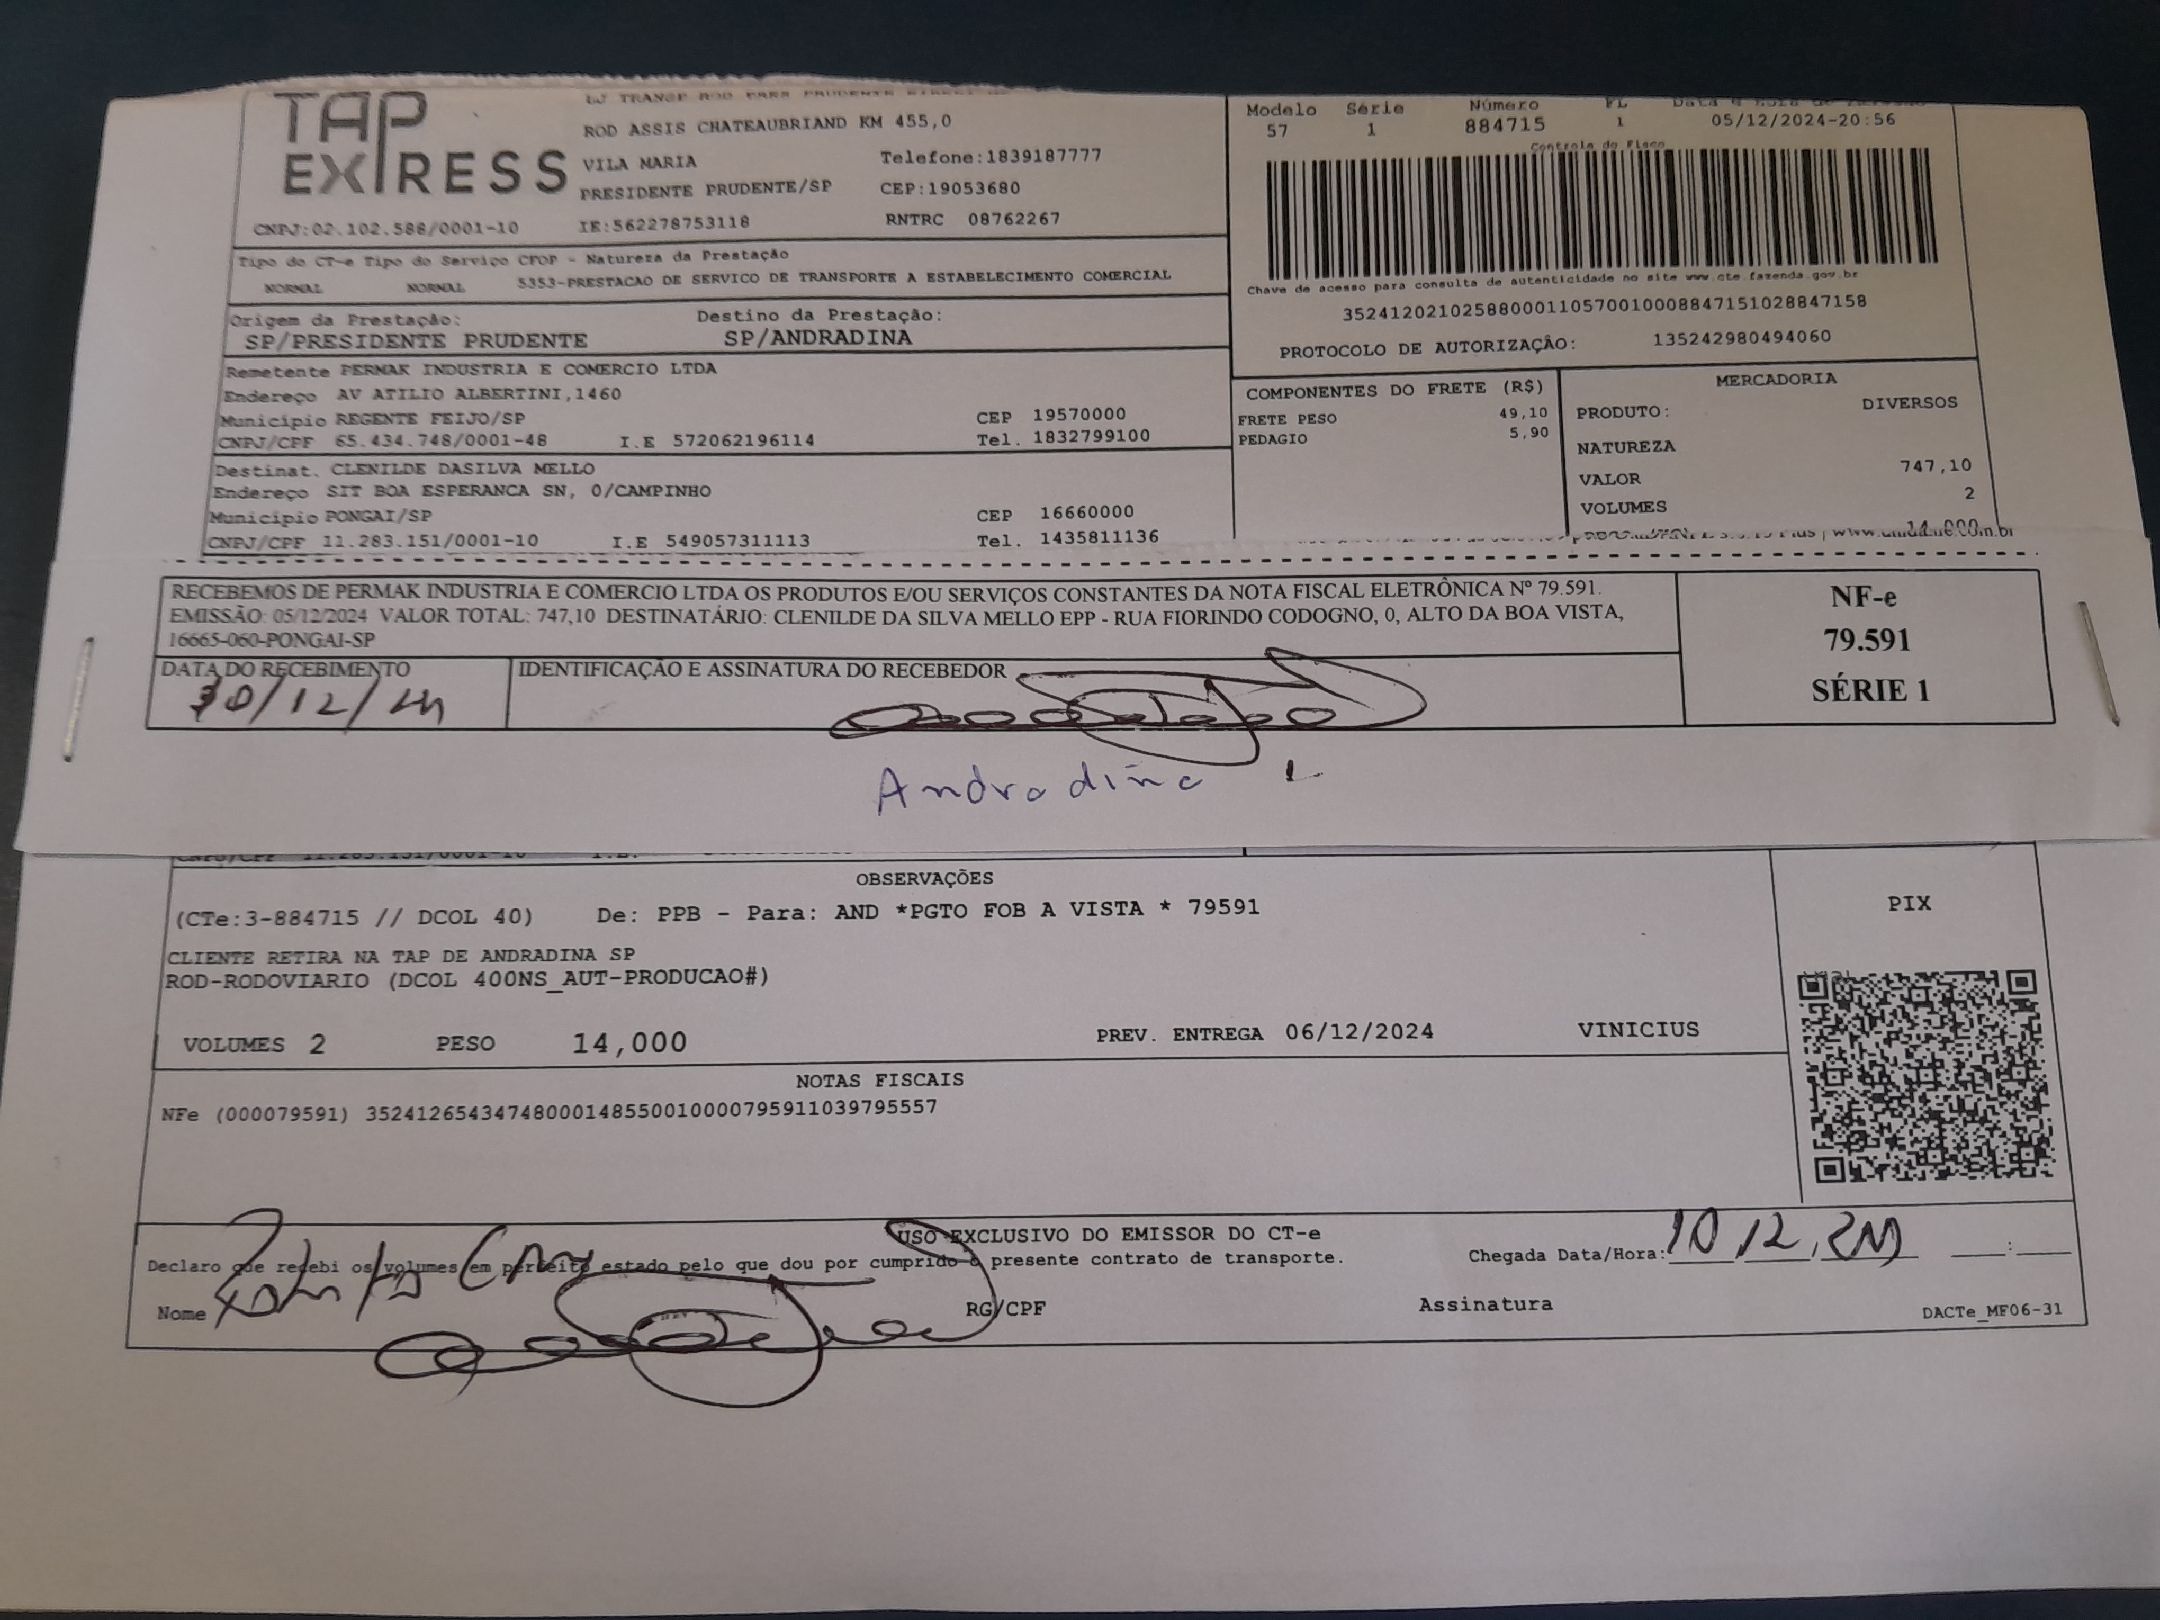 TAP EXPRESS
ROD ASSIS CHATEAUBRIAND KM 455,0
VILA MARIA Telefone:1839187777
PRESIDENTE PRUDENTE/SP CEP:19053680
CNPJ:02.102.588/0001-10 IE:562278753118 RNTRC 08762267
Modelo Série Número FL
57 1 884715 1 05/12/2024-20:56
Controle do Fisco
Chave de acesso para consulta de autenticidade no site www.cte.fazenda.gov.br
35241202102588000110570010008847151028847158
PROTOCOLO DE AUTORIZAÇÃO: 135242980494060
Tipo do CT-e Tipo do Serviço CFOP - Natureza da Prestação
NORMAL NORMAL 5353-PRESTACAO DE SERVICO DE TRANSPORTE A ESTABELECIMENTO COMERCIAL
Origem da Prestação: Destino da Prestação:
SP/PRESIDENTE PRUDENTE SP/ANDRADINA
Remetente PERMAK INDUSTRIA E COMERCIO LTDA
Endereço AV ATILIO ALBERTINI,1460
Município REGENTE FEIJO/SP CEP 19570000
CNPJ/CPF 65.434.748/0001-48 I.E 572062196114 Tel. 1832799100
Destinat. CLENILDE DASILVA MELLO
Endereço SIT BOA ESPERANCA SN, 0/CAMPINHO
Município PONGAI/SP CEP 16660000
CNPJ/CPF 11.283.151/0001-10 I.E 549057311113 Tel. 1435811136
COMPONENTES DO FRETE (R$)
FRETE PESO 49,10
PEDAGIO 5,90
MERCADORIA
PRODUTO: DIVERSOS
NATUREZA
VALOR 747,10
VOLUMES 2
14,000
RECEBEMOS DE PERMAK INDUSTRIA E COMERCIO LTDA OS PRODUTOS E/OU SERVIÇOS CONSTANTES DA NOTA FISCAL ELETRÔNICA Nº 79.591.
EMISSÃO: 05/12/2024 VALOR TOTAL: 747,10 DESTINATÁRIO: CLENILDE DA SILVA MELLO EPP - RUA FIORINDO CODOGNO, 0, ALTO DA BOA VISTA,
16665-060-PONGAI-SP
DATA DO RECEBIMENTO IDENTIFICAÇÃO E ASSINATURA DO RECEBEDOR
NF-e
79.591
SÉRIE 1
Andradina
CNPJ/CPF 11.283.151/0001-10 I.E.
OBSERVAÇÕES
(CTe:3-884715 // DCOL 40) De: PPB - Para: AND *PGTO FOB A VISTA * 79591
CLIENTE RETIRA NA TAP DE ANDRADINA SP
ROD-RODOVIARIO (DCOL 400NS_AUT-PRODUCAO#)
VOLUMES 2 PESO 14,000 PREV. ENTREGA 06/12/2024 VINICIUS
PIX
NOTAS FISCAIS
NFe (000079591) 35241265434748000148550010000795911039795557
USO EXCLUSIVO DO EMISSOR DO CT-e
Declaro que recebi os volumes em perfeito estado pelo que dou por cumprido o presente contrato de transporte. Chegada Data/Hora:
Nome RG/CPF Assinatura DACTe_MF06-31